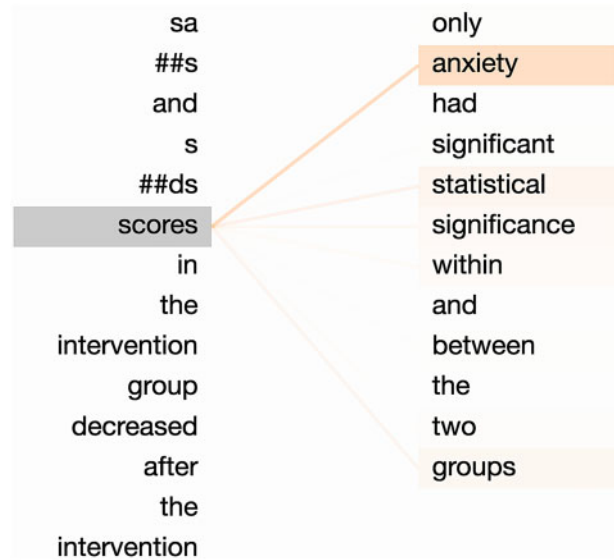 sa
##s
and
s
##ds
scores
in
the
intervention
group
decreased
after
the
intervention
only
anxiety
had
significant
statistical
significance
within
and
between
the
two
groups